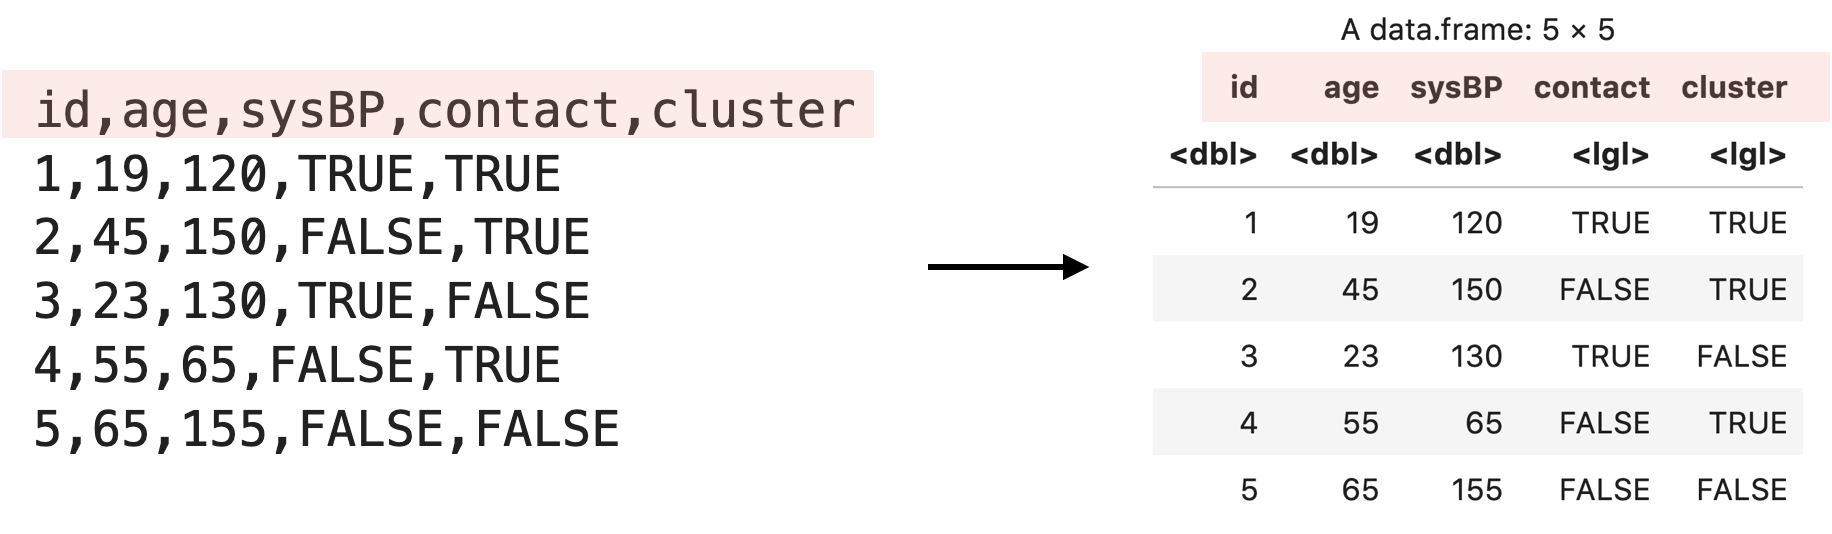 id,age,sysBP,contact,cluster
1,19,120,TRUE,TRUE
2,45,150,FALSE,TRUE
3,23,130,TRUE,FALSE
4,55,65,FALSE,TRUE
5,65,155,FALSE,FALSE
A data.frame: 5 × 5
id age sysBP contact cluster
<dbl> <dbl> <dbl> <lgl> <lgl>
1 19 120 TRUE TRUE
2 45 150 FALSE TRUE
3 23 130 TRUE FALSE
4 55 65 FALSE TRUE
5 65 155 FALSE FALSE